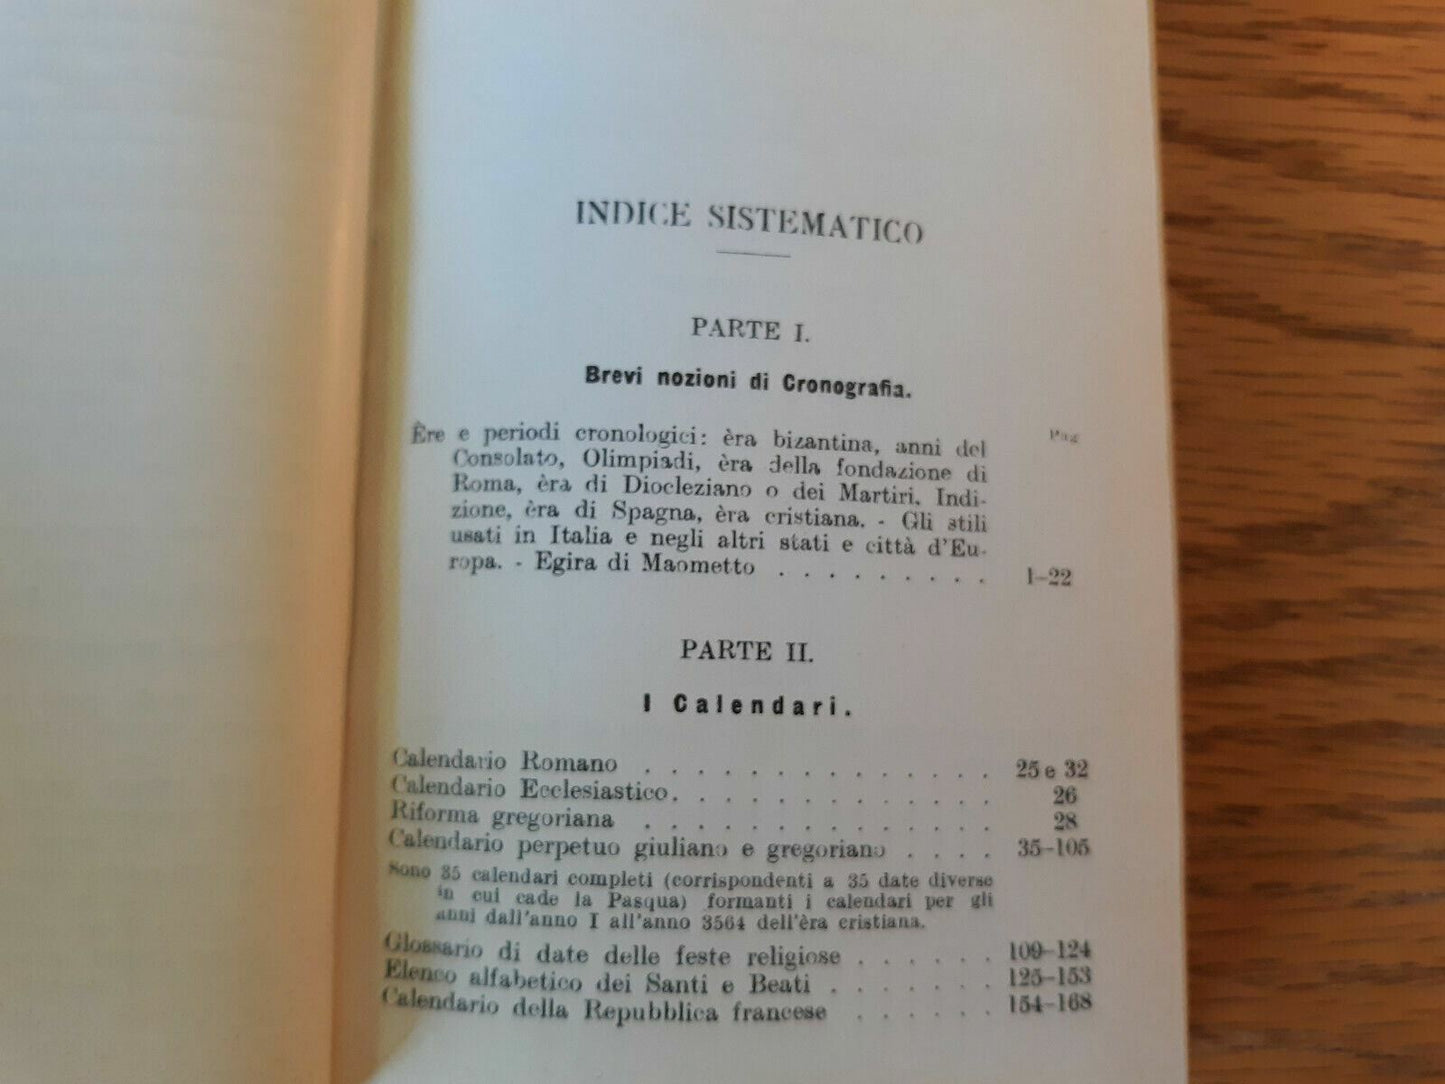 INDICE SISTEMATICO
PARTE I.
Brevi nozioni di Cronografia.
Pag
Ère e periodi cronologici: èra bizantina, anni del
Consolato, Olimpiadi, èra della fondazione di
Roma, èra di Diocleziano o dei Martiri, Indi-
zione, èra di Spagna, èra cristiana. - Gli stili
usati in Italia e negli altri stati e città d'Eu-
ropa. - Egira di Maometto . . . . . . . . . 1-22
PARTE II.
I Calendari.
Calendario Romano . . . . . . . . . . . . . . 25 e 32
Calendario Ecclesiastico. . . . . . . . . . . . . 26
Riforma gregoriana . . . . . . . . . . . . . . 28
Calendario perpetuo giuliano e gregoriano . . . . 35-105
Sono 35 calendari completi (corrispondenti a 35 date diverse
in cui cade la Pasqua) formanti i calendari per gli
anni dall'anno I all'anno 3564 dell'èra cristiana.
Glossario di date delle feste religiose . . . . . . 109-124
Elenco alfabetico dei Santi e Beati . . . . . . . 125-153
Calendario della Repubblica francese . . . . . . 154-168